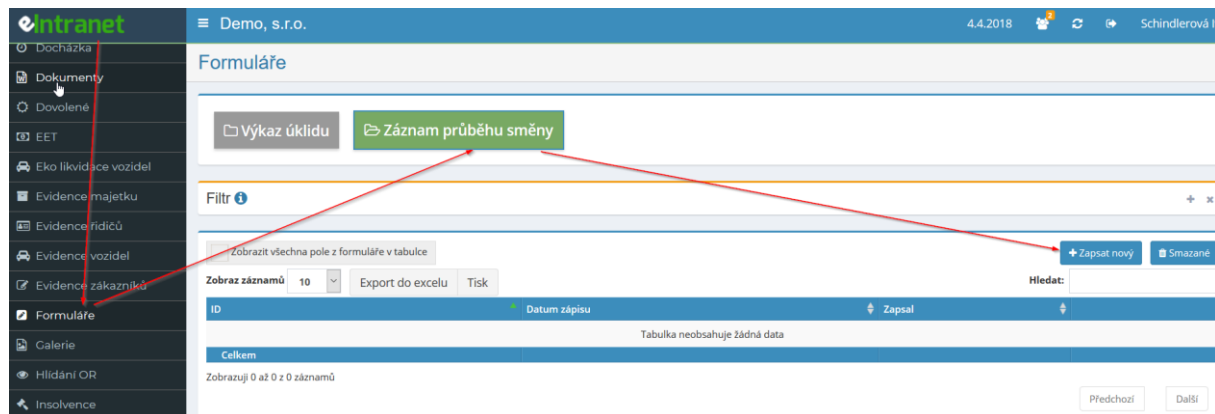 eIntranet
Demo, s.r.o.
4.4.2018
2
Schindlerová I
Docházka
Dokumenty
Dovolené
EET
Eko likvidace vozidel
Evidence majetku
Evidence řidičů
Evidence vozidel
Evidence zákazníků
Formuláře
Galerie
Hlídání OR
Insolvence
Formuláře
Výkaz úklidu
Záznam průběhu směny
Filtr
Zobrazit všechna pole z formuláře v tabulce
Zapsat nový
Smazané
Zobraz záznamů 10 Export do excelu Tisk
Hledat:
ID Datum zápisu Zapsal
Tabulka neobsahuje žádná data
Celkem
Zobrazuji 0 až 0 z 0 záznamů
Předchozí Další